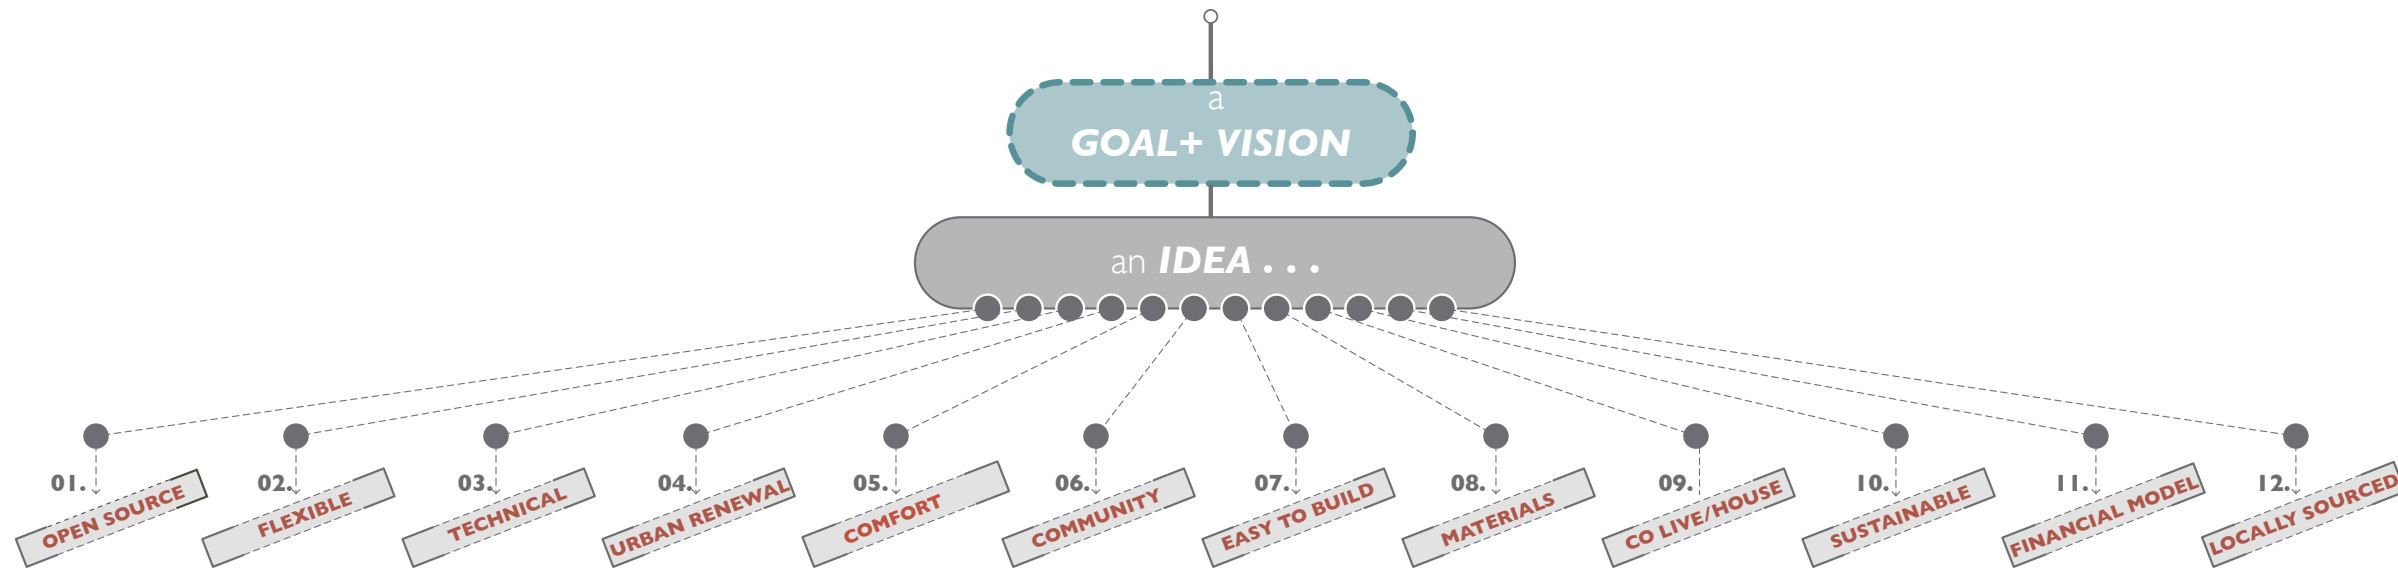 a
GOAL+ VISION
an IDEA . . .
01.
OPEN SOURCE
02.
FLEXIBLE
03.
TECHNICAL
04.
URBAN RENEWAL
05.
COMFORT
06.
COMMUNITY
07.
EASY TO BUILD
08.
MATERIALS
09.
CO LIVE/HOUSE
10.
SUSTAINABLE
11.
FINANCIAL MODEL
12.
LOCALLY SOURCED